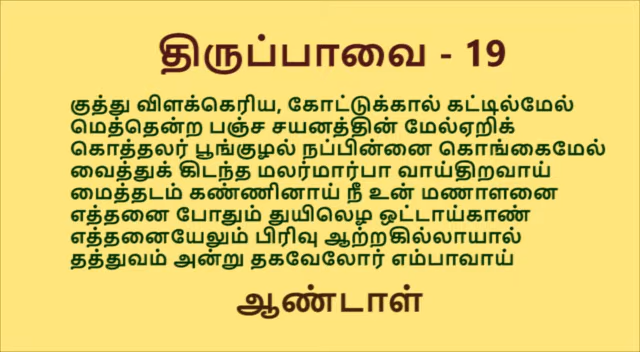 திருப்பாவை - 19
குத்து விளக்கெரிய, கோட்டுக்கால் கட்டில்மேல்
மெத்தென்ற பஞ்ச சயனத்தின் மேல்ஏறிக்
கொத்தலர் பூங்குழல் நப்பின்னை கொங்கைமேல்
வைத்துக் கிடந்த மலர்மார்பா வாய்திறவாய்
மைத்தடம் கண்ணினாய் நீ உன் மணாளனை
எத்தனை போதும் துயிலெழ ஒட்டாய்காண்
எத்தனையேலும் பிரிவு ஆற்றகில்லாயால்
தத்துவம் அன்று தகவேலோர் எம்பாவாய்
ஆண்டாள்